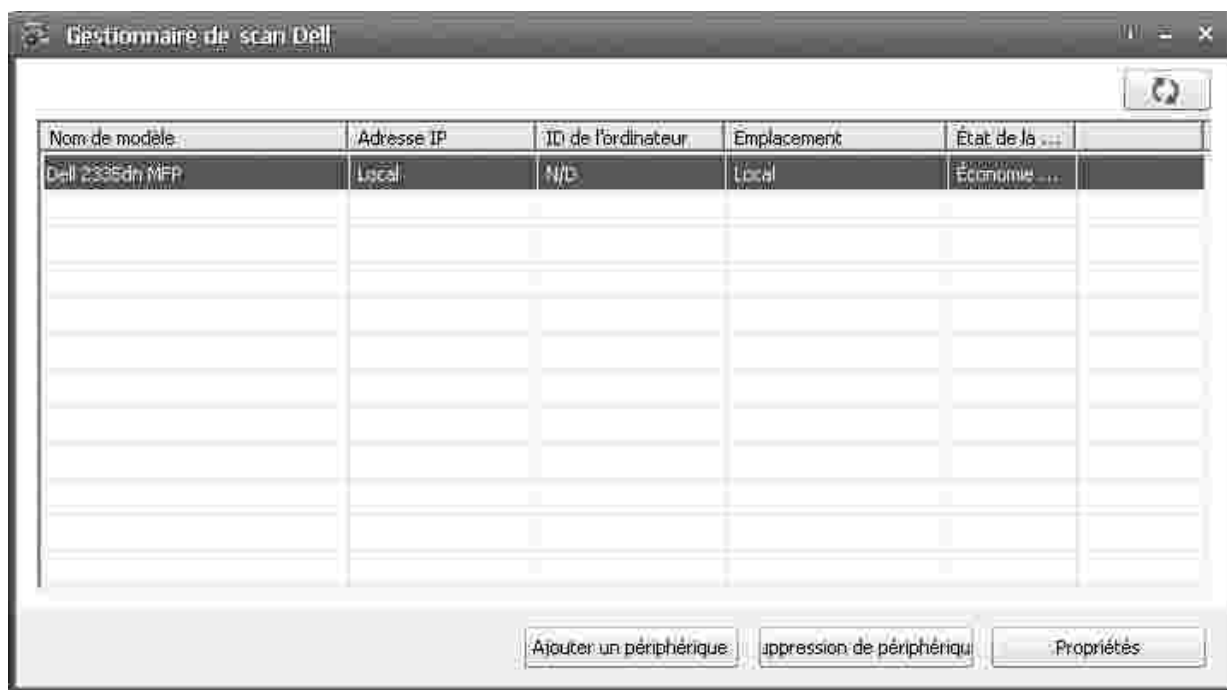 Gestionnaire de scan Dell
Nom de modèle Adresse IP ID de l'ordinateur Emplacement État de la ...
Dell 2335dn MFP Local N/D Local Économie ...
Ajouter un périphérique uppression de périphériqu Propriétés